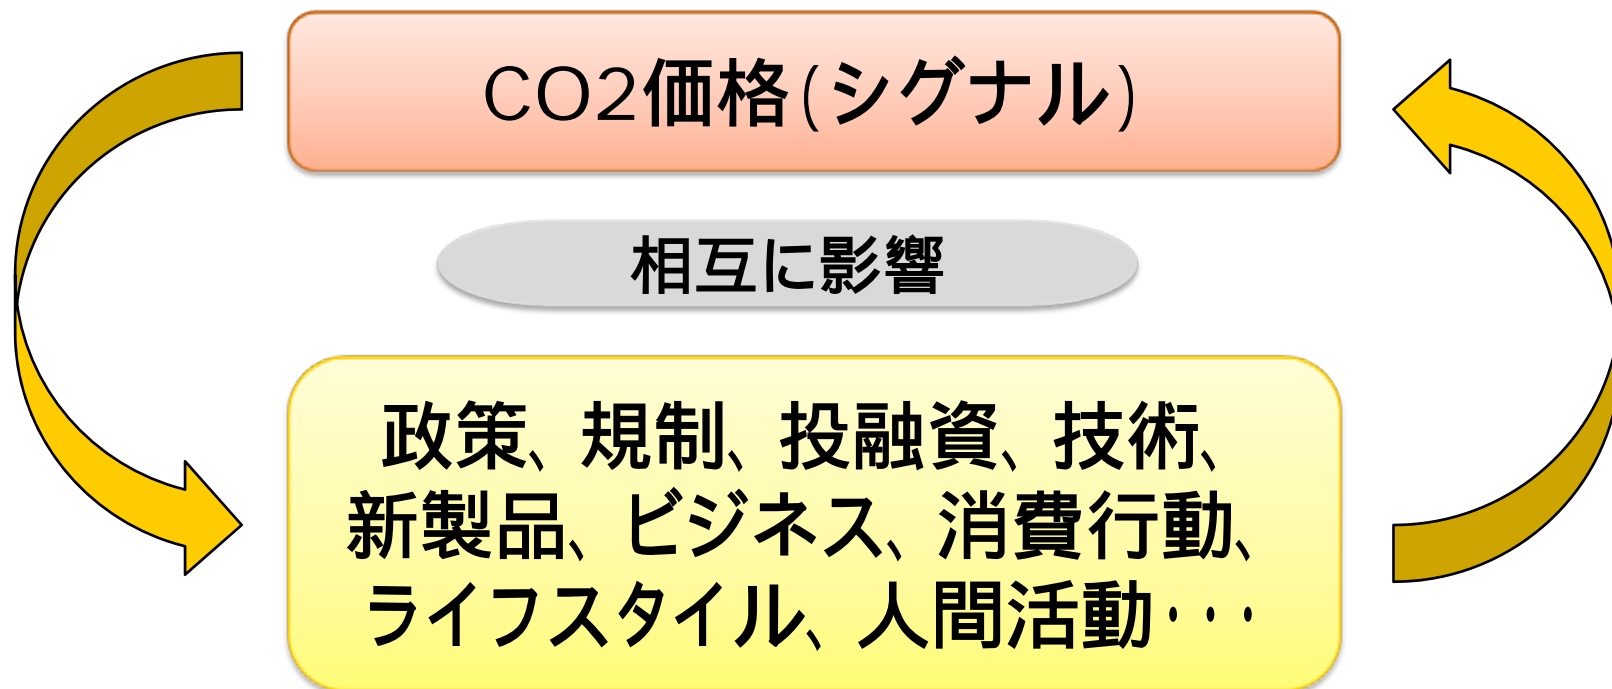 CO2価格(シグナル)
相互に影響
政策、規制、投融資、技術、
新製品、ビジネス、消費行動、
ライフスタイル、人間活動・・・